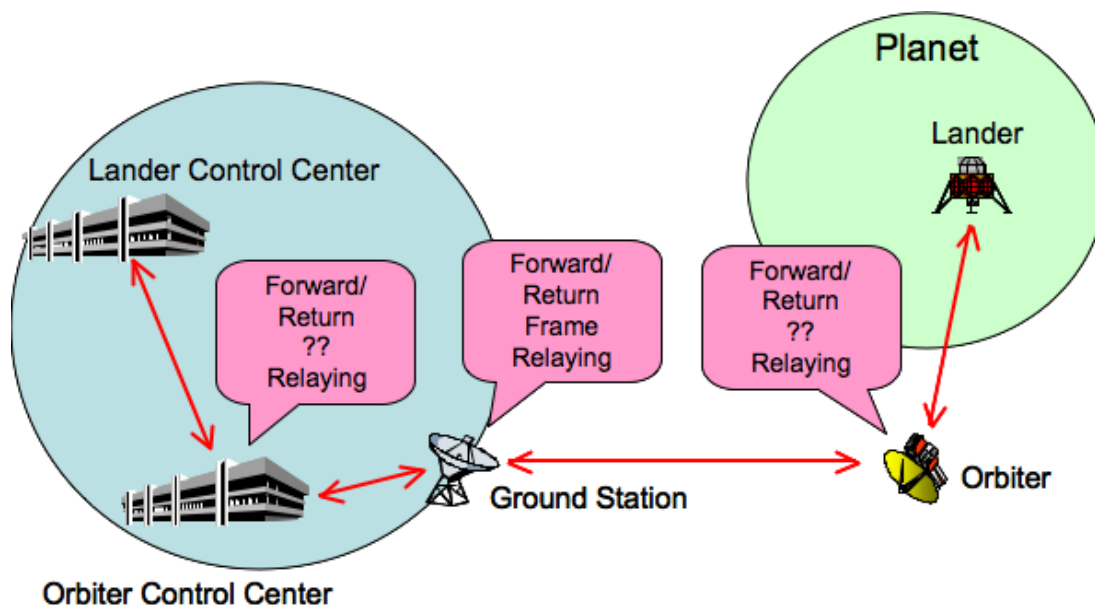 Planet
Lander
Lander Control Center
Forward/
Return
??
Relaying
Forward/
Return
Frame
Relaying
Forward/
Return
??
Relaying
Ground Station
Orbiter
Orbiter Control Center